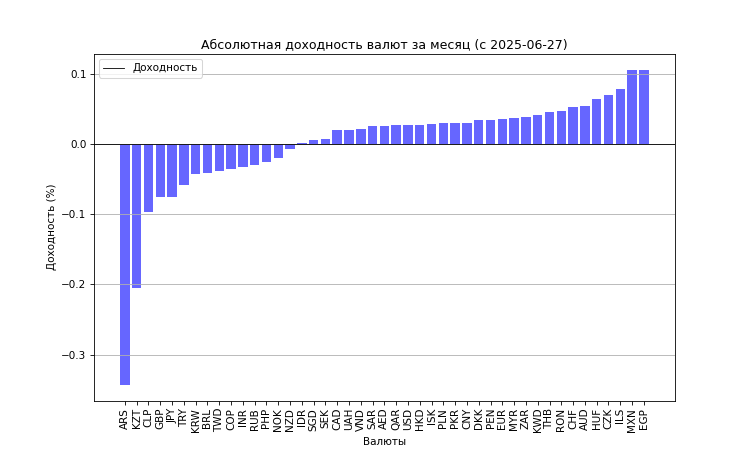 Абсолютная доходность валют за месяц (с 2025-06-27)
Доходность
0.1
0.0
−0.1
−0.2
−0.3
Доходность (%)
ARS KZT CLP GBP JPY TRY KRW BRL TWD COP INR RUB PHP NOK NZD IDR SGD SEK CAD UAH VND SAR AED QAR USD HKD ISK PLN PKR CNY DKK PEN EUR MYR ZAR KWD THB RON CHF AUD HUF CZK ILS MXN EGP
Валюты